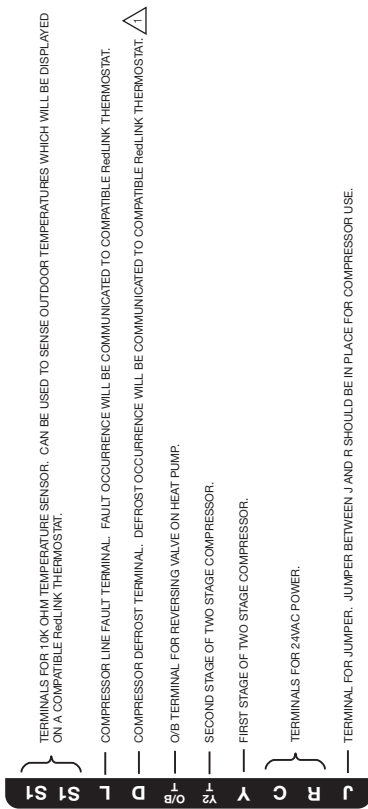 S1
S1
TERMINALS FOR 10K OHM TEMPERATURE SENSOR. CAN BE USED TO SENSE OUTDOOR TEMPERATURES WHICH WILL BE DISPLAYED
ON A COMPATIBLE RedLINK THERMOSTAT.
L
COMPRESSOR LINE FAULT TERMINAL. FAULT OCCURRENCE WILL BE COMMUNICATED TO COMPATIBLE RedLINK THERMOSTAT.
D
COMPRESSOR DEFROST TERMINAL. DEFROST OCCURRENCE WILL BE COMMUNICATED TO COMPATIBLE RedLINK THERMOSTAT. 1
O/B
T
O/B TERMINAL FOR REVERSING VALVE ON HEAT PUMP.
Y2
T
SECOND STAGE OF TWO STAGE COMPRESSOR.
Y
FIRST STAGE OF TWO STAGE COMPRESSOR.
C
R
TERMINALS FOR 24VAC POWER.
J
TERMINAL FOR JUMPER. JUMPER BETWEEN J AND R SHOULD BE IN PLACE FOR COMPRESSOR USE.